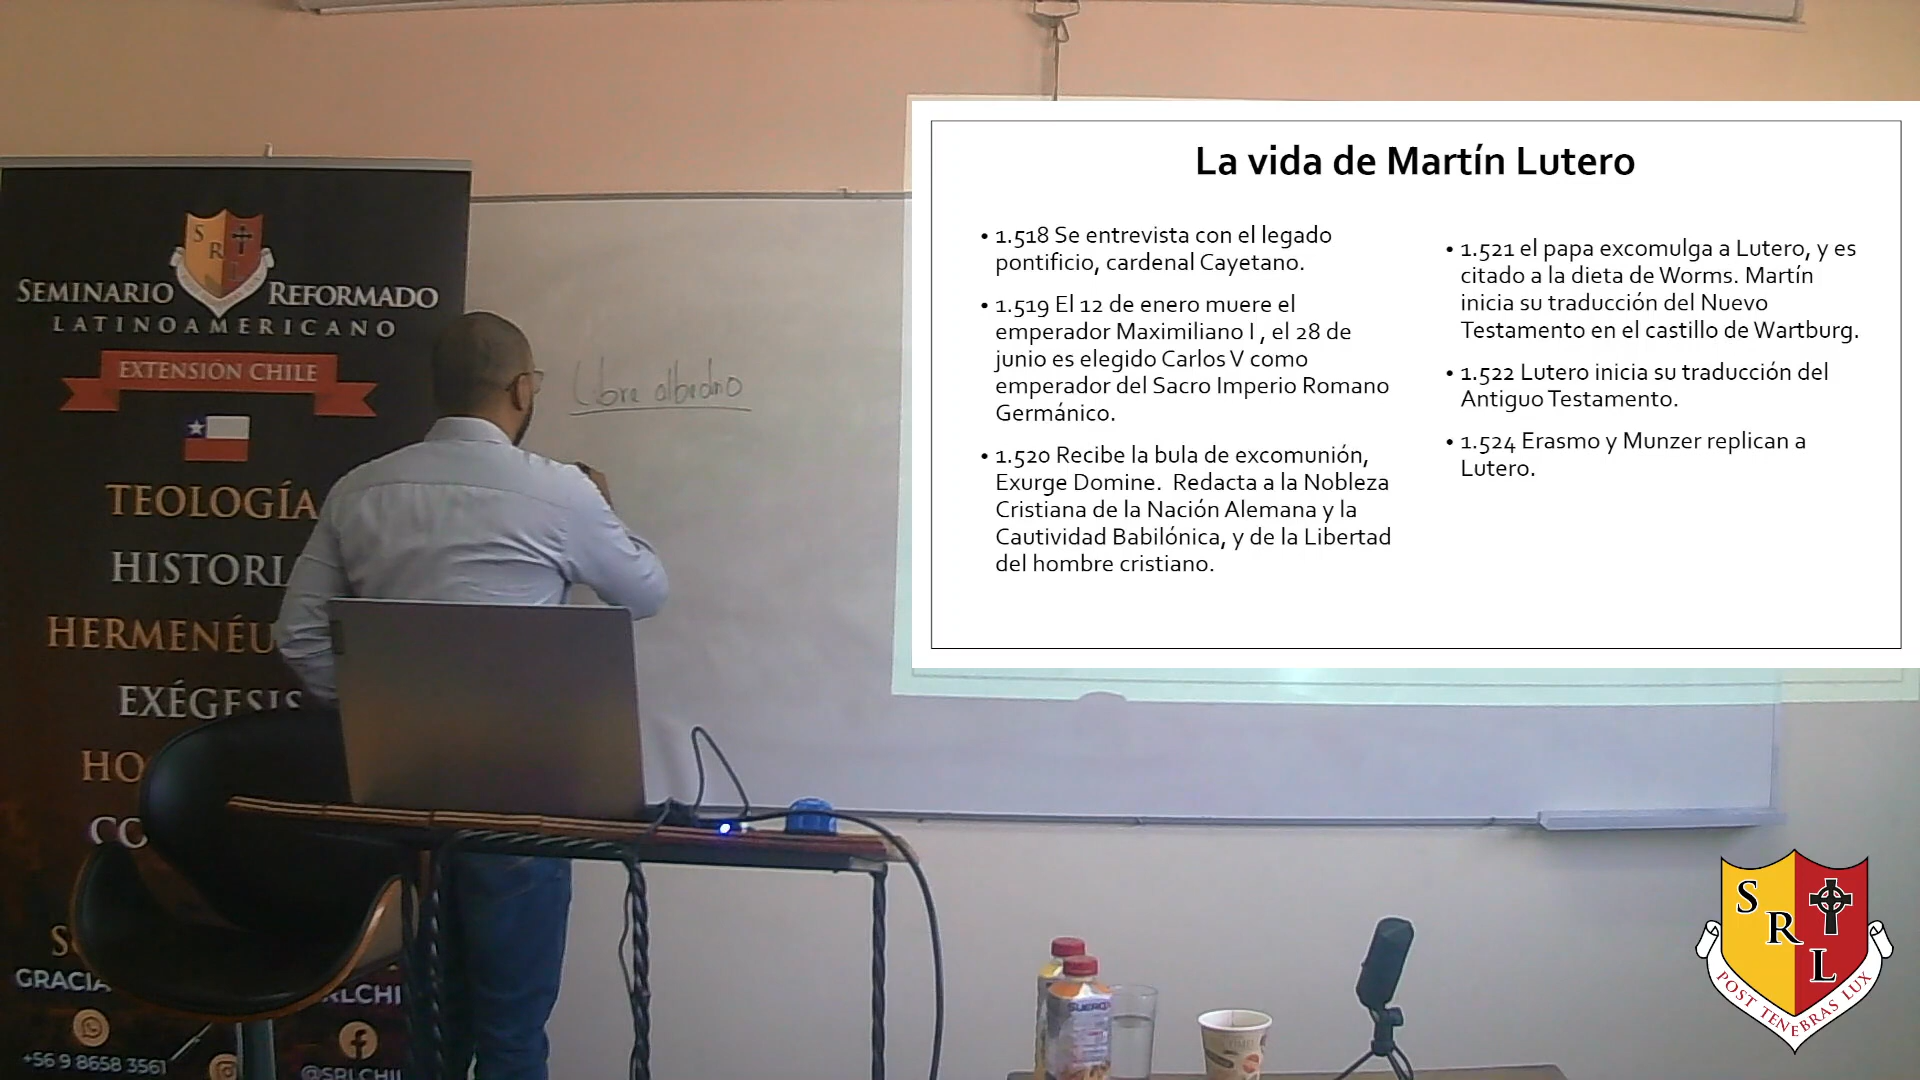 S
R
L
SEMINARIO REFORMADO
LATINOAMERICANO
EXTENSIÓN CHILE
TEOLOGÍA
HISTORI
HERMENÉU
EXÉGESIS
HO
CO
S
GRACIA
SRLCHI
+56 9 8658 3561
@SRLCHI
Libre albedrio
La vida de Martín Lutero
• 1.518 Se entrevista con el legado
pontificio, cardenal Cayetano.
• 1.519 El 12 de enero muere el
emperador Maximiliano I , el 28 de
junio es elegido Carlos V como
emperador del Sacro Imperio Romano
Germánico.
• 1.520 Recibe la bula de excomunión,
Exurge Domine.  Redacta a la Nobleza
Cristiana de la Nación Alemana y la
Cautividad Babilónica, y de la Libertad
del hombre cristiano.
• 1.521 el papa excomulga a Lutero, y es
citado a la dieta de Worms. Martín
inicia su traducción del Nuevo
Testamento en el castillo de Wartburg.
• 1.522 Lutero inicia su traducción del
Antiguo Testamento.
• 1.524 Erasmo y Munzer replican a
Lutero.
S
R
L
POST TENEBRAS LUX